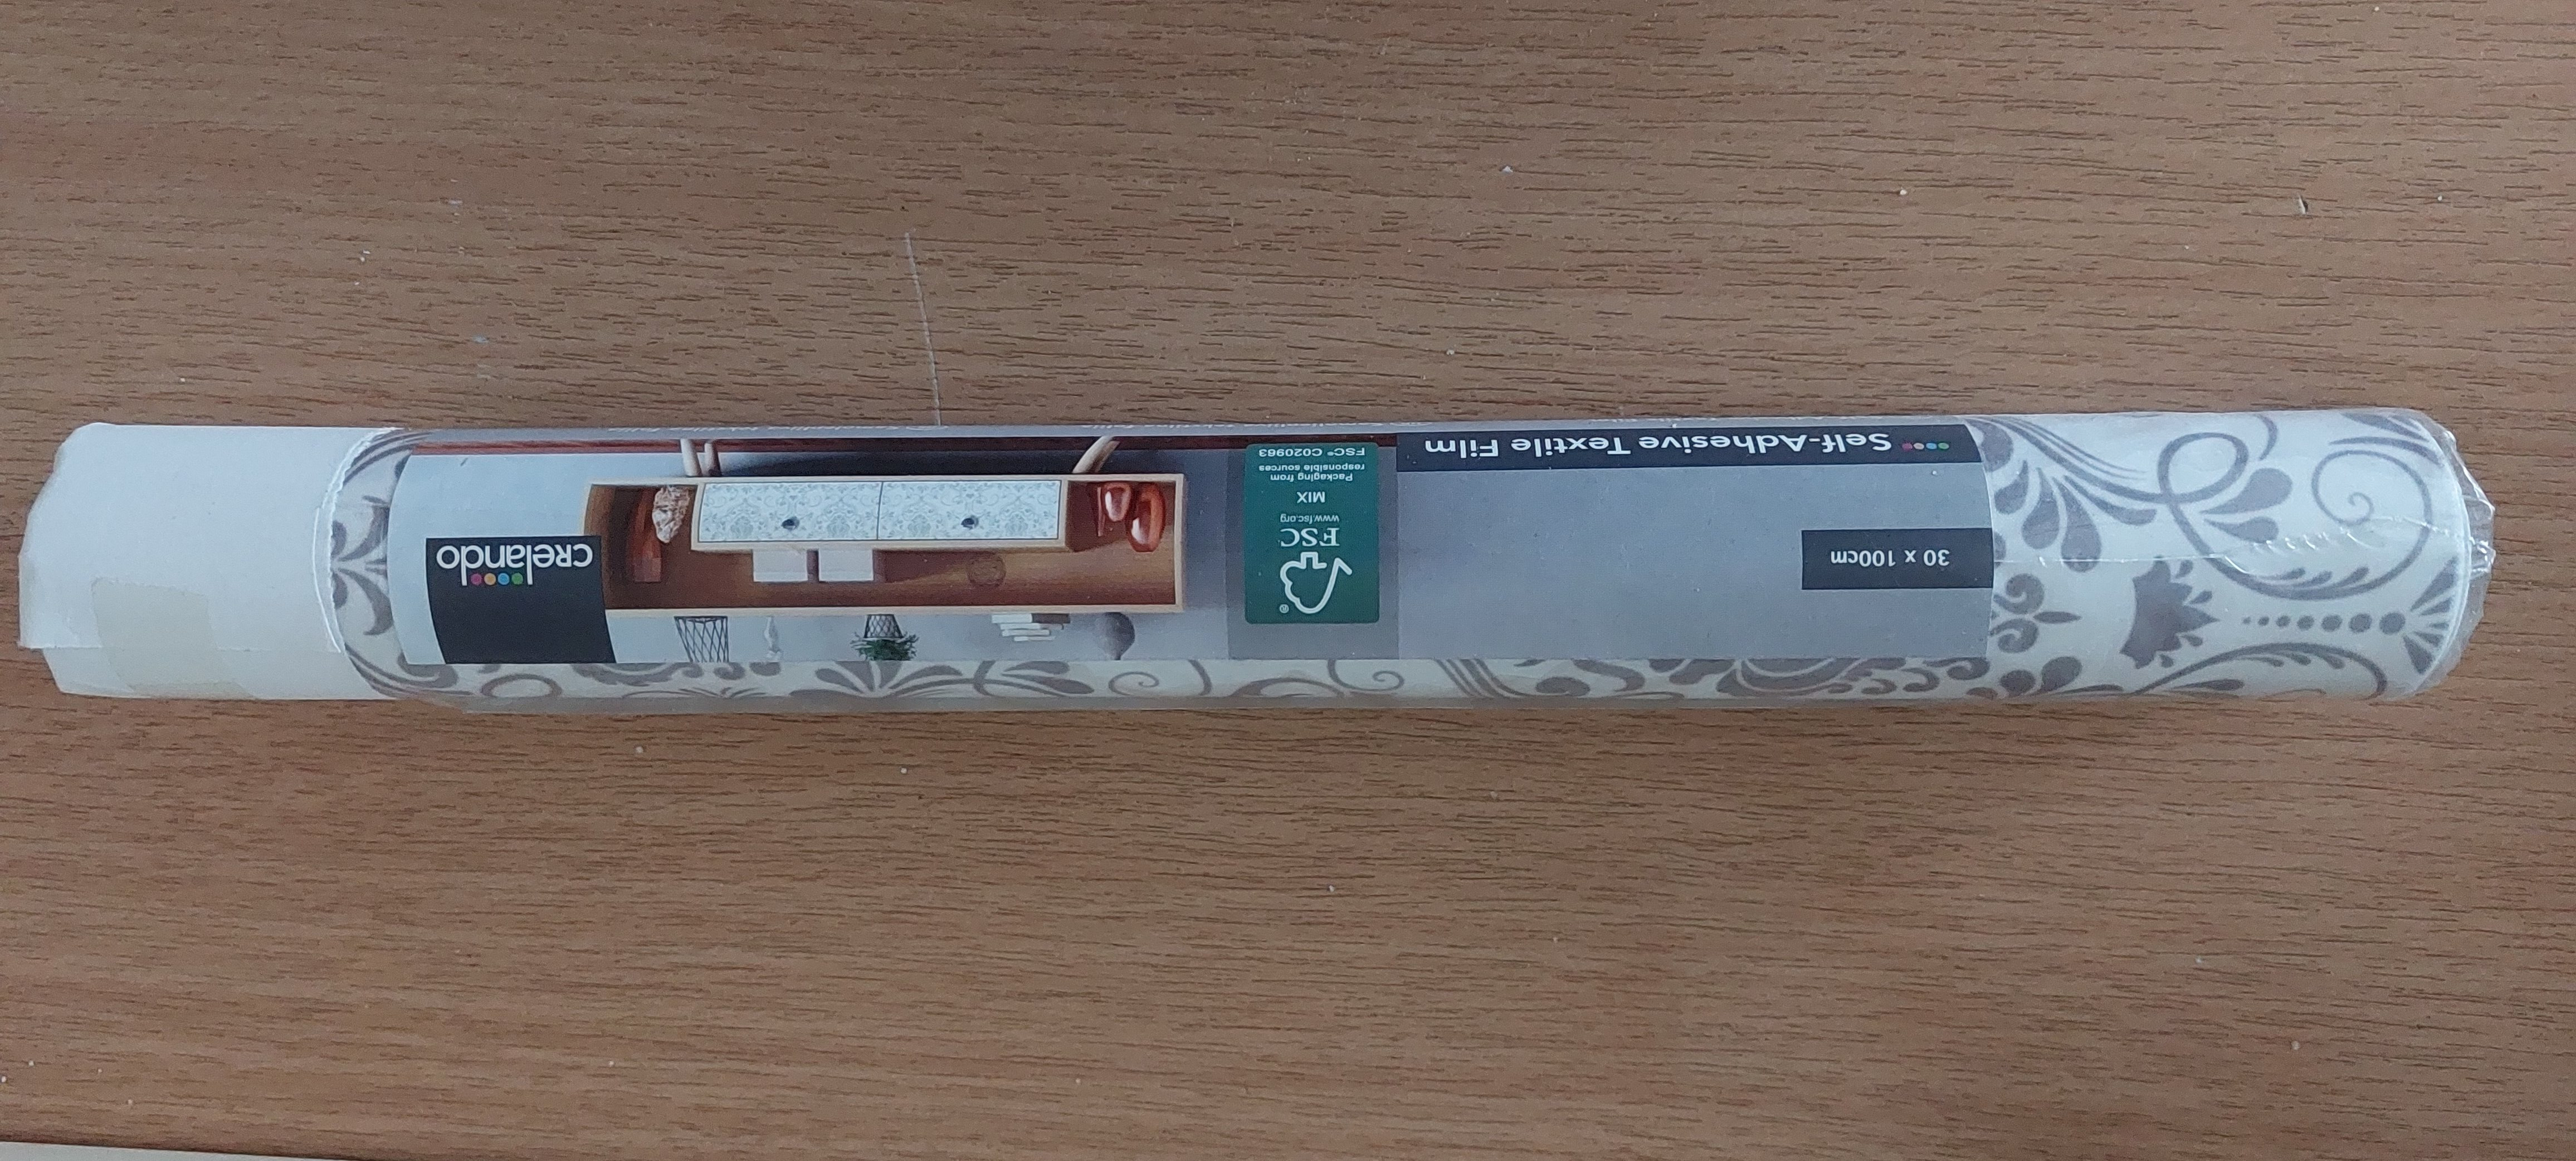 Self-Adhesive Textile Film
30 x 100cm
®
FSC
www.fsc.org
MIX
Packaging from
responsible sources
FSC® C020963
crelando